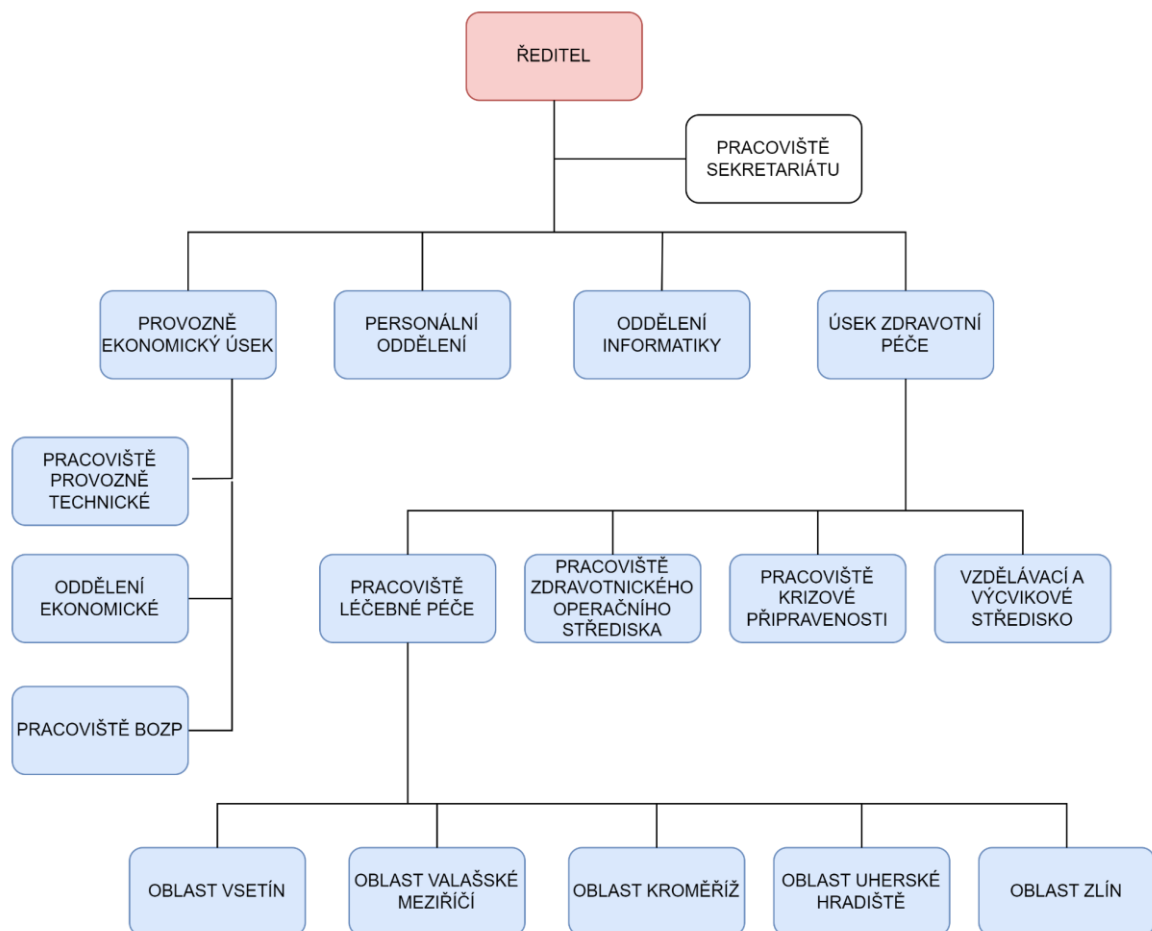 ŘEDITEL
PRACOVIŠTĚ
SEKRETARIÁTU
PROVOZNĚ
EKONOMICKÝ ÚSEK
PERSONÁLNÍ
ODDĚLENÍ
ODDĚLENÍ
INFORMATIKY
ÚSEK ZDRAVOTNÍ
PÉČE
PRACOVIŠTĚ
PROVOZNĚ
TECHNICKÉ
ODDĚLENÍ
EKONOMICKÉ
PRACOVIŠTĚ
LÉČEBNÉ PÉČE
PRACOVIŠTĚ
ZDRAVOTNICKÉHO
OPERAČNÍHO
STŘEDISKA
PRACOVIŠTĚ
KRIZOVÉ
PŘIPRAVENOSTI
VZDĚLÁVACÍ A
VÝCVIKOVÉ
STŘEDISKO
PRACOVIŠTĚ BOZP
OBLAST VSETÍN
OBLAST VALAŠSKÉ
MEZIŘÍČÍ
OBLAST KROMĚŘÍŽ
OBLAST UHERSKÉ
HRADIŠTĚ
OBLAST ZLÍN